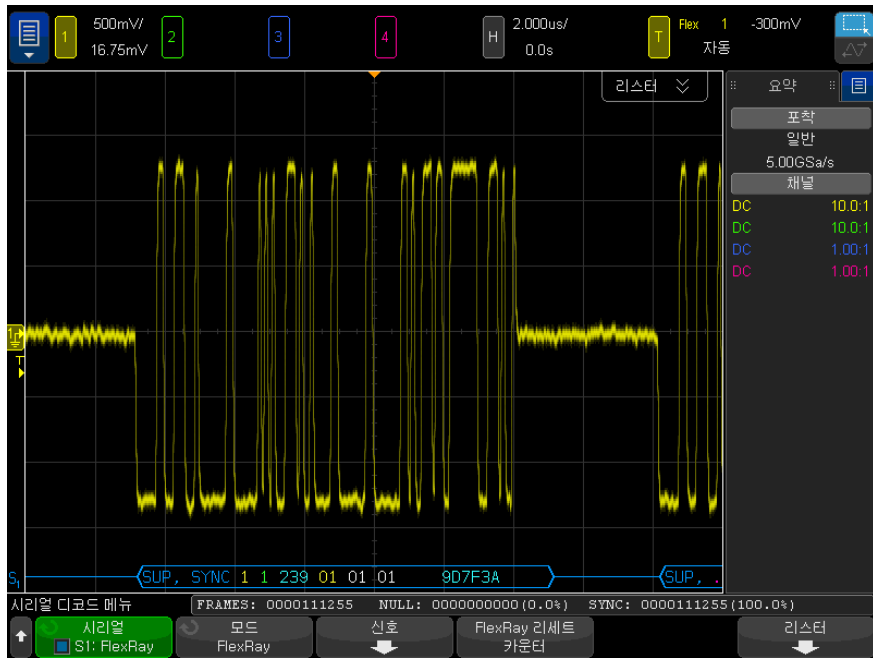 1 500mV/ 2 3 4 H 2.000us/ T Flex 1 -300mV
16.75mV 0.0s 자동
리스터 요약
포착
일반
5.00GSa/s
채널
DC 10.0:1
DC 10.0:1
DC 1.00:1
DC 1.00:1
1
T
S1 SUP, SYNC 1 1 239 01 01 01 9D7F3A SUP, .
시리얼 디코드 메뉴 FRAMES: 0000111255 NULL: 0000000000(0.0%) SYNC: 0000111255(100.0%)
시리얼 모드 신호 FlexRay 리세트 리스터
S1: FlexRay FlexRay 카운터